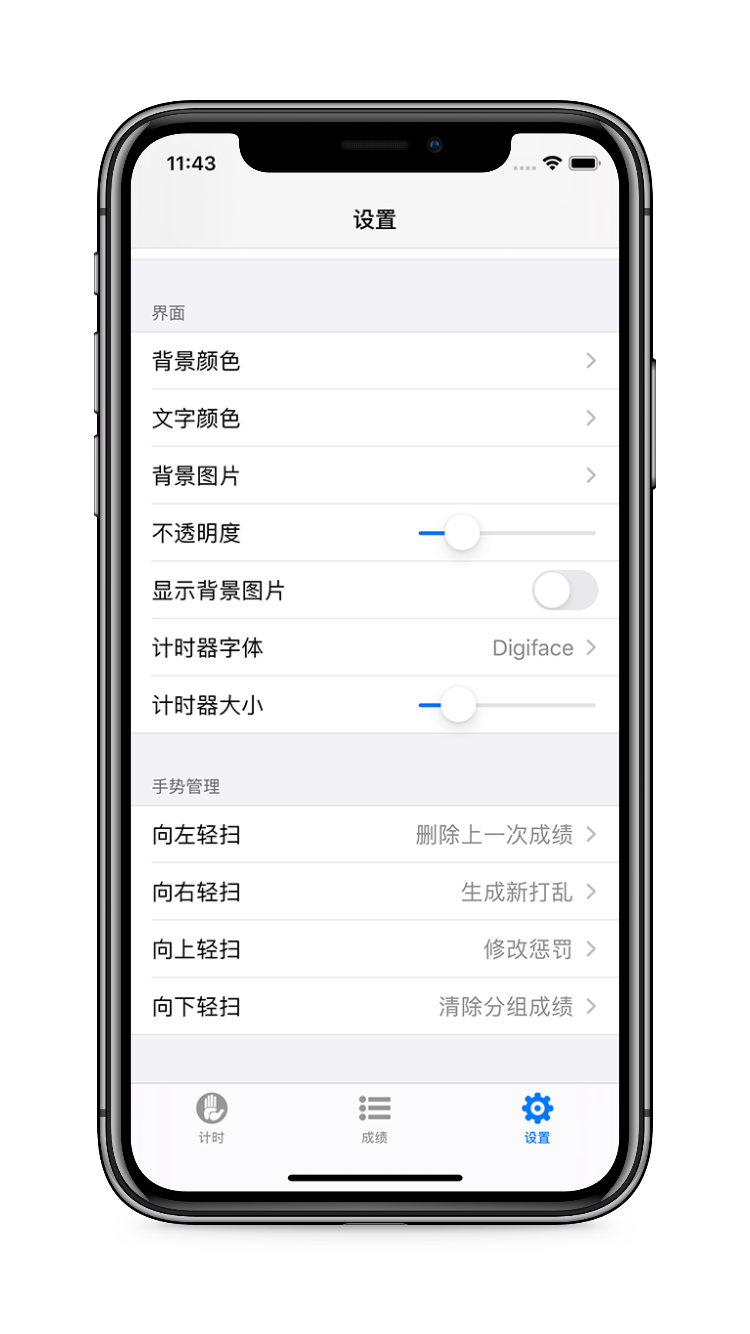 11:43
设置
界面
背景颜色
文字颜色
背景图片
不透明度
显示背景图片
计时器字体 Digiface
计时器大小
手势管理
向左轻扫 删除上一次成绩
向右轻扫 生成新打乱
向上轻扫 修改惩罚
向下轻扫 清除分组成绩
计时 成绩 设置